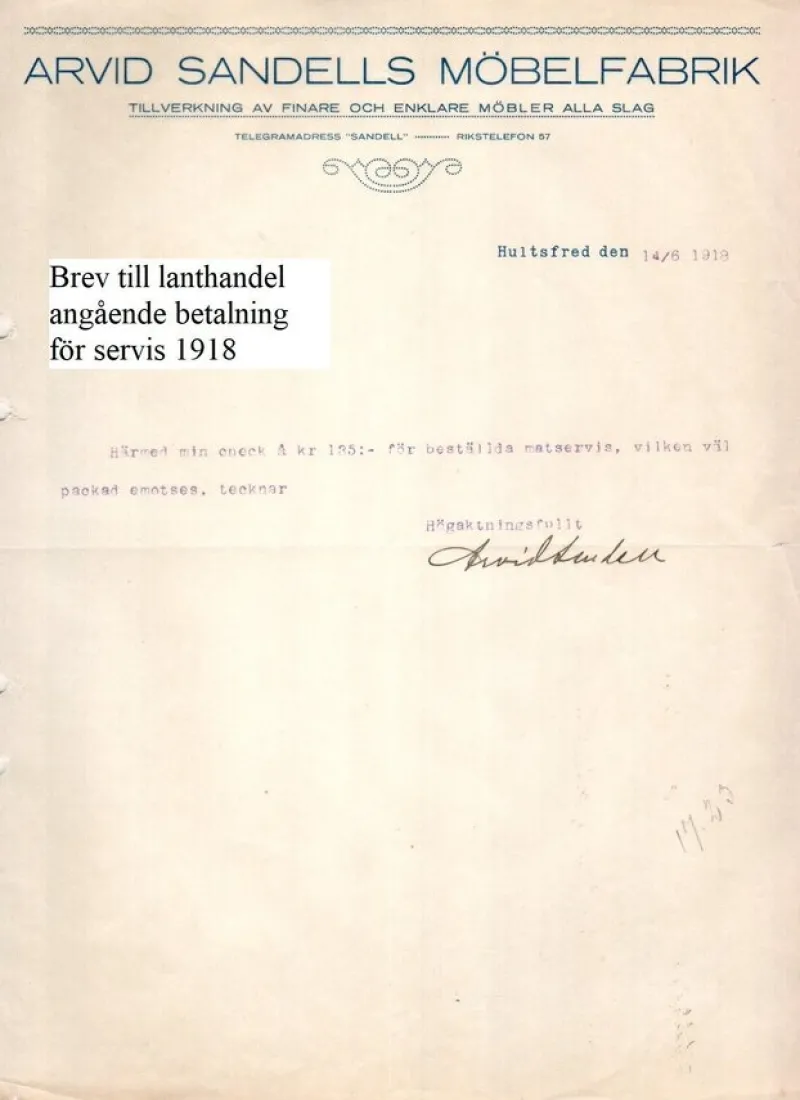 ARVID SANDELLS MÖBELFABRIK
TILLVERKNING AV FINARE OCH ENKLARE MÖBLER ALLA SLAG
TELEGRAMADRESS "SANDELL" RIKSTELEFON 57
Hultsfred den 14/6 1918
Brev till lanthandel
angående betalning
för servis 1918
Härmed min check å kr 195:- för beställda matservis, vilken väl
packad emotses, tecknar
Högaktningsfullt
Arvid Sandell